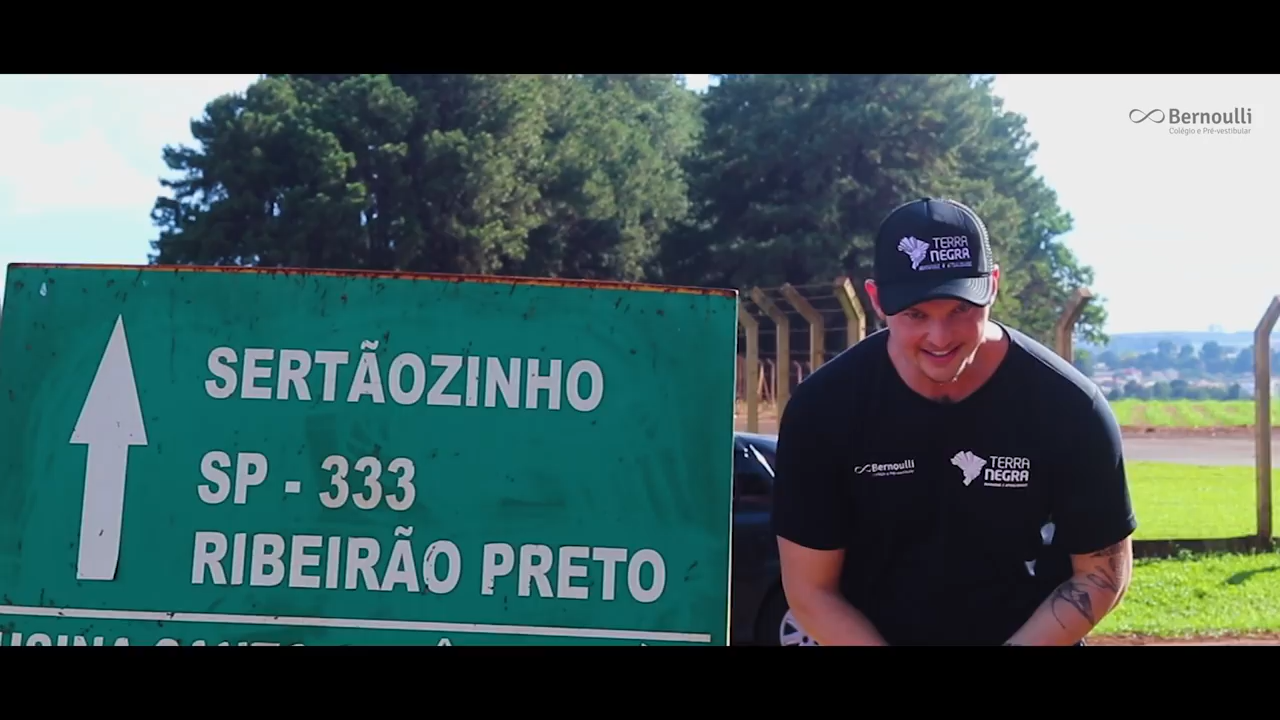 Bernoulli
Colégio e Pré-vestibular
TERRA
NEGRA
SERTÃOZINHO
SP - 333
RIBEIRÃO PRETO
Bernoulli
TERRA
NEGRA